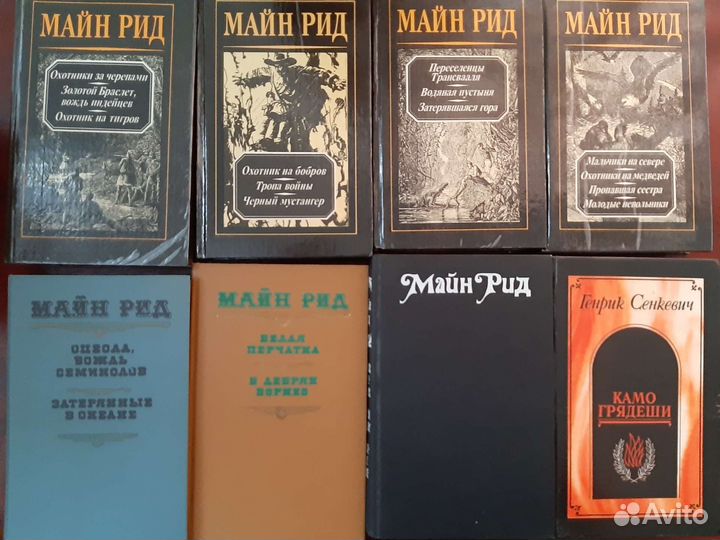 МАЙН РИД
Охотники за черепами
Золотой Браслет,
вождь индейцев
Охотник на тигров
МАЙН РИД
Охотник на бобров
Тропа войны
Черный мустангер
МАЙН РИД
Переселенцы
Трансвааля
Водяная пустыня
Затерявшаяся гора
МАЙН РИД
Мальчики на севере
Охотники на медведей
Пропавшая сестра
Молодые невольники
МАЙН РИД
ОЦЕОЛА,
ВОЖДЬ
СЕМИНОЛОВ
ЗАТЕРЯННЫЕ
В ОКЕАНЕ
МАЙН РИД
БЕЛАЯ
ПЕРЧАТКА
В ДЕБРЯХ
БОРНЕО
Майн Рид
Генрик Сенкевич
КАМО
ГРЯДЕШИ
Avito